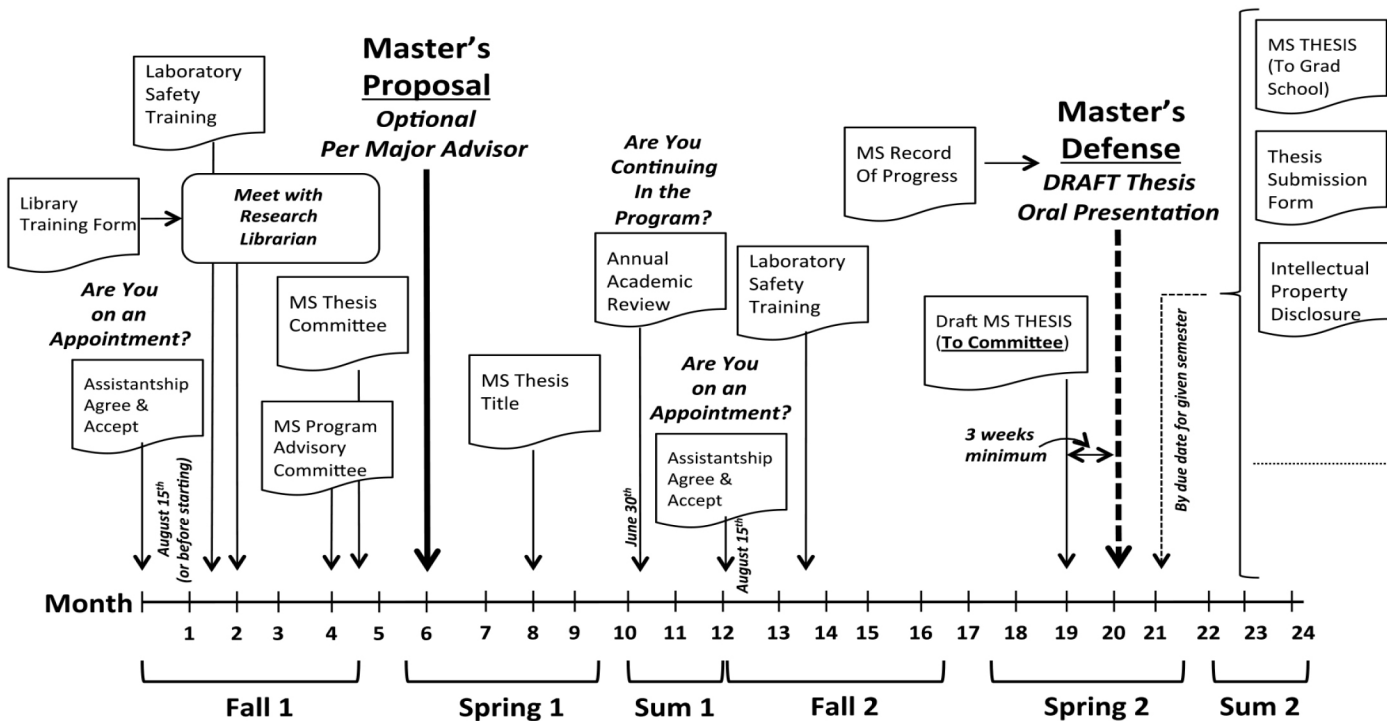 Laboratory
Safety
Training
Library
Training Form
Meet with
Research
Librarian
Are You
on an
Appointment?
Assistantship
Agree &
Accept
August 15th
(or before starting)
MS Thesis
Committee
MS Program
Advisory
Committee
Master's
Proposal
Optional
Per Major Advisor
MS Thesis
Title
Are You
Continuing
In the
Program?
Annual
Academic
Review
June 30th
Are You
on an
Appointment?
Assistantship
Agree &
Accept
August 15th
Laboratory
Safety
Training
MS Record
Of Progress
Master's
Defense
DRAFT Thesis
Oral Presentation
Draft MS THESIS
(To Committee)
3 weeks
minimum
By due date for given semester
MS THESIS
(To Grad
School)
Thesis
Submission
Form
Intellectual
Property
Disclosure
Month
1 2 3 4 5 6 7 8 9 10 11 12 13 14 15 16 17 18 19 20 21 22 23 24
Fall 1 Spring 1 Sum 1 Fall 2 Spring 2 Sum 2